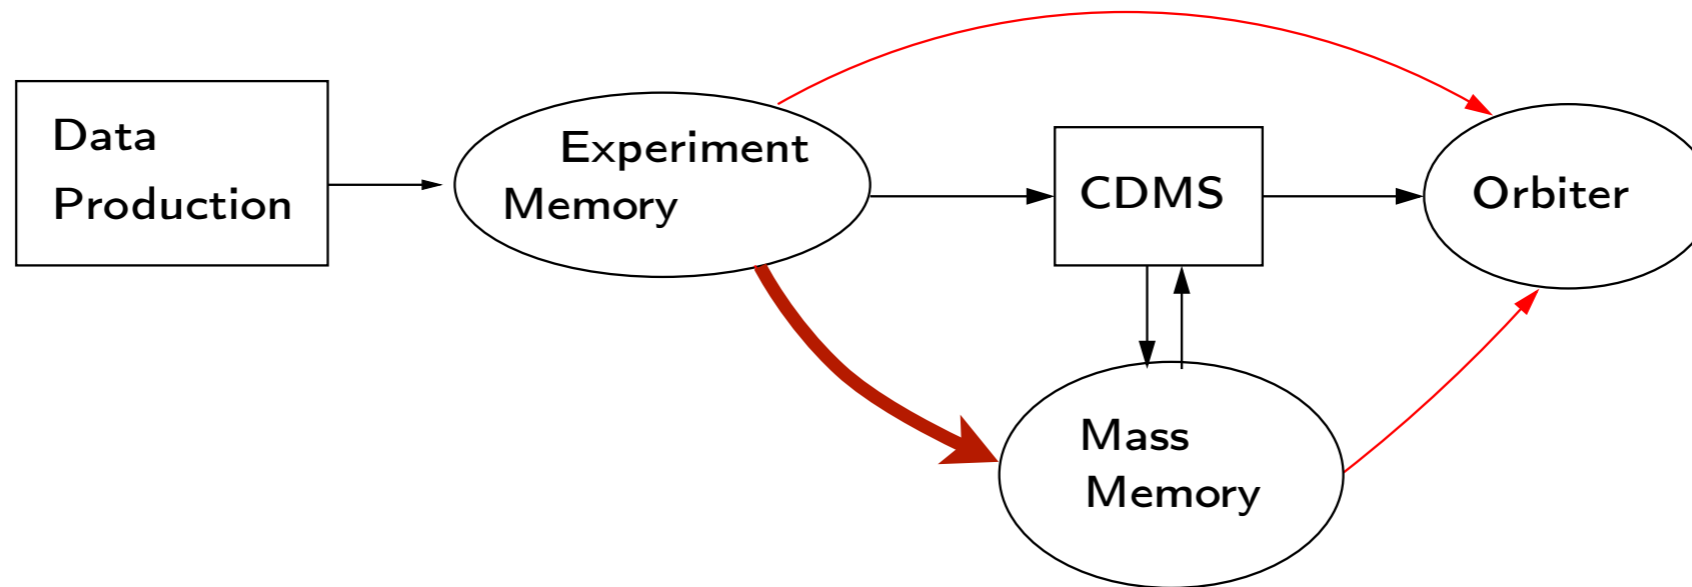 Data
Production
Experiment
Memory
CDMS
Orbiter
Mass
Memory